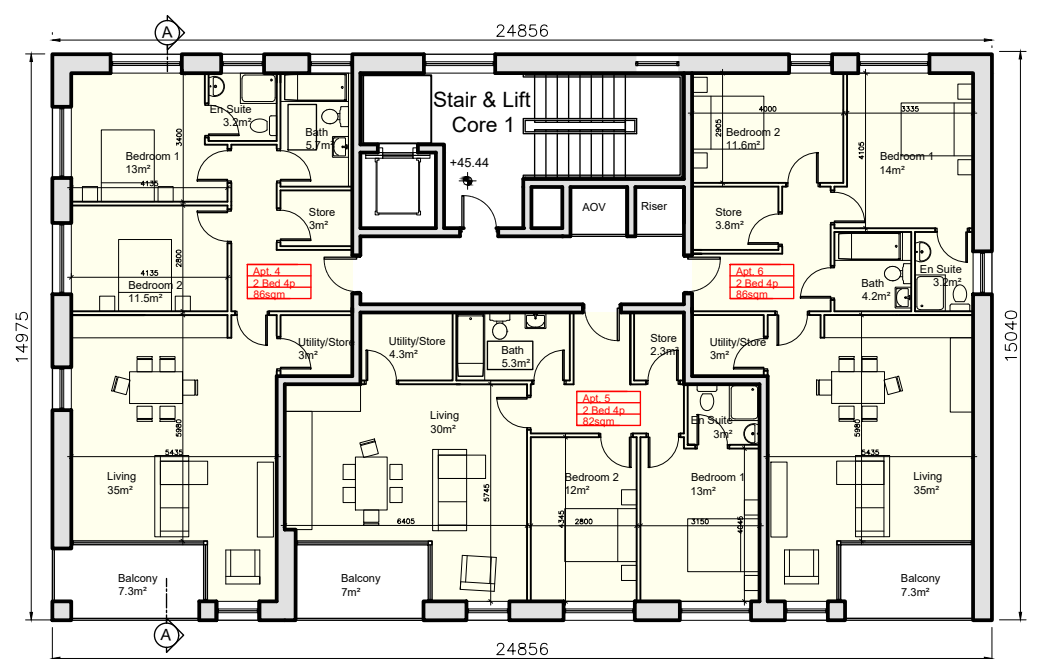 A
24856
14975
15040
En Suite
3.2m²
Bath
5.7m²
3400
Bedroom 1
13m²
4135
Store
3m²
2800
4135
Bedroom 2
11.5m²
Apt. 4
2 Bed 4p
86sqm
Utility/Store
3m²
5980
5435
Living
35m²
Balcony
7.3m²
Stair & Lift
Core 1
+45.44
AOV
Riser
4000
2905
Bedroom 2
11.6m²
3335
4105
Bedroom 1
14m²
Store
3.8m²
Apt. 6
2 Bed 4p
86sqm
Bath
4.2m²
En Suite
3.2m²
Utility/Store
3m²
5980
5435
Living
35m²
Balcony
7.3m²
Utility/Store
4.3m²
Bath
5.3m²
Store
2.3m²
Apt. 5
2 Bed 4p
82sqm
En Suite
3m²
Living
30m²
5745
6405
Bedroom 2
12m²
4345
2800
Bedroom 1
13m²
3150
4645
Balcony
7m²
A
24856